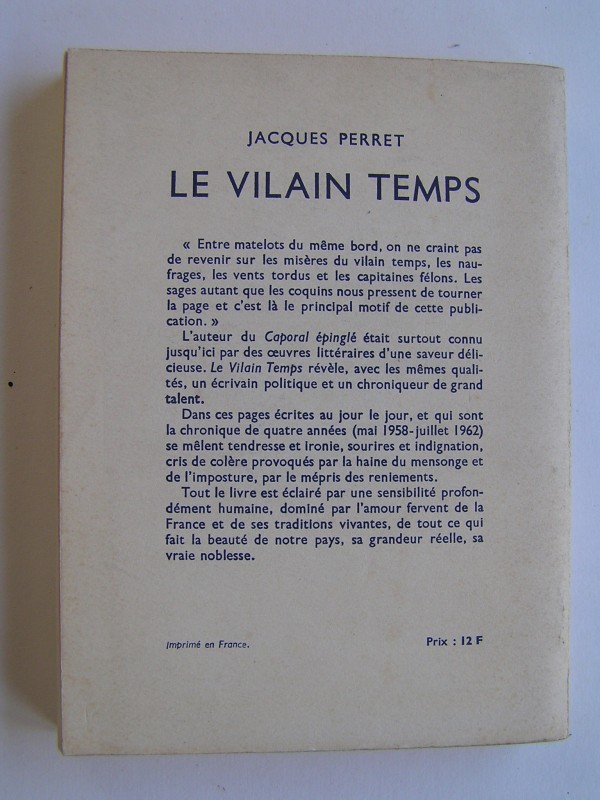 JACQUES PERRET
LE VILAIN TEMPS
« Entre matelots du même bord, on ne craint pas
de revenir sur les misères du vilain temps, les nau-
frages, les vents tordus et les capitaines félons. Les
sages autant que les coquins nous pressent de tourner
la page et c'est là le principal motif de cette publi-
cation. »
L'auteur du Caporal épinglé était surtout connu
jusqu'ici par des œuvres littéraires d'une saveur déli-
cieuse. Le Vilain Temps révèle, avec les mêmes quali-
tés, un écrivain politique et un chroniqueur de grand
talent.
Dans ces pages écrites au jour le jour, et qui sont
la chronique de quatre années (mai 1958-juillet 1962)
se mêlent tendresse et ironie, sourires et indignation,
cris de colère provoqués par la haine du mensonge et
de l'imposture, par le mépris des reniements.
Tout le livre est éclairé par une sensibilité profon-
dément humaine, dominé par l'amour fervent de la
France et de ses traditions vivantes, de tout ce qui
fait la beauté de notre pays, sa grandeur réelle, sa
vraie noblesse.
Imprimé en France.
Prix : 12 F